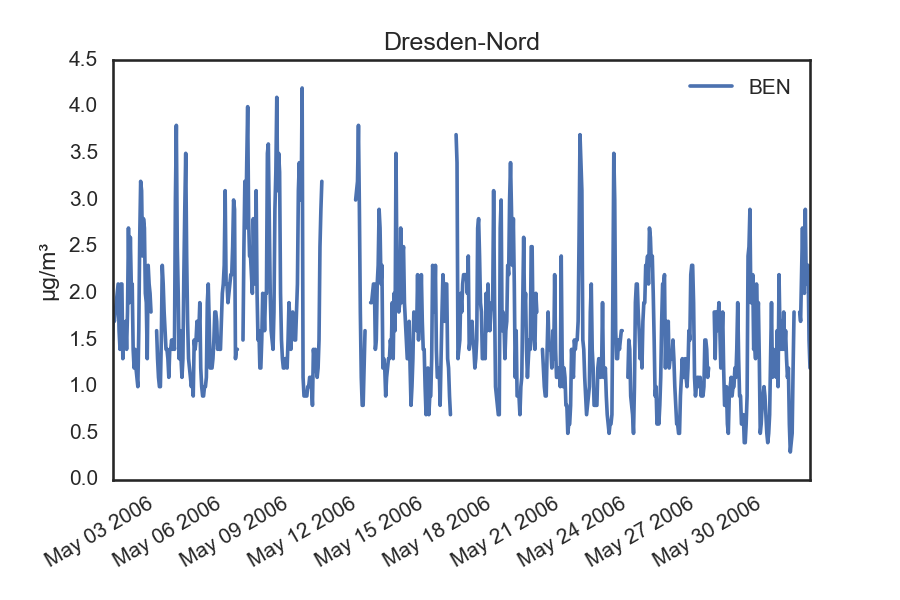 Dresden-Nord
BEN
µg/m³
4.5
4.0
3.5
3.0
2.5
2.0
1.5
1.0
0.5
0.0
May 03 2006
May 06 2006
May 09 2006
May 12 2006
May 15 2006
May 18 2006
May 21 2006
May 24 2006
May 27 2006
May 30 2006